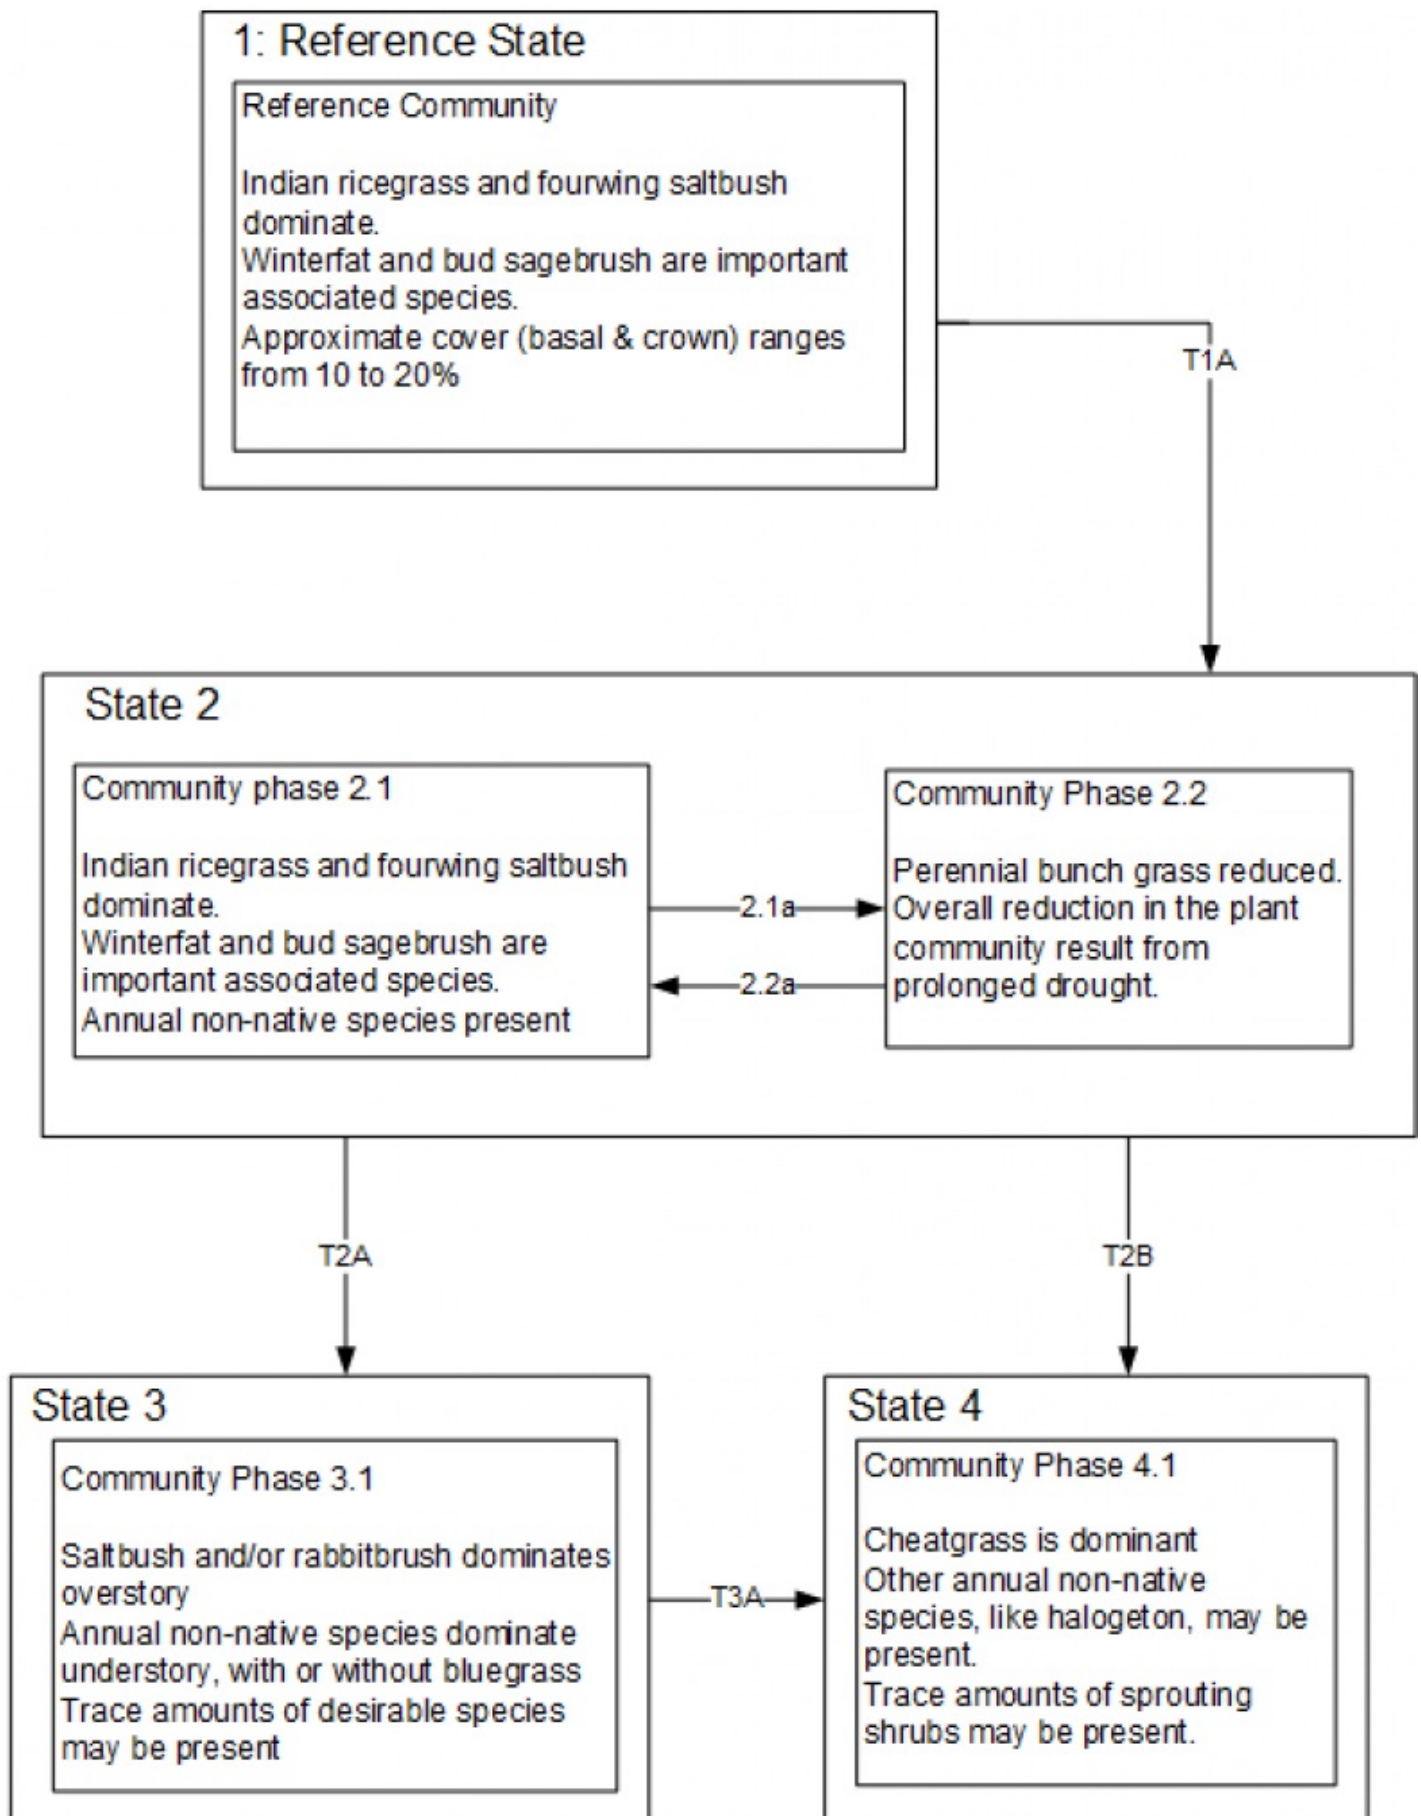 1: Reference State
Reference Community
Indian ricegrass and fourwing saltbush
dominate.
Winterfat and bud sagebrush are important
associated species.
Approximate cover (basal & crown) ranges
from 10 to 20%
T1A
State 2
Community phase 2.1
Indian ricegrass and fourwing saltbush
dominate.
Winterfat and bud sagebrush are
important associated species.
Annual non-native species present
2.1a
2.2a
Community Phase 2.2
Perennial bunch grass reduced.
Overall reduction in the plant
community result from
prolonged drought.
T2A
T2B
State 3
Community Phase 3.1
Saltbush and/or rabbitbrush dominates
overstory
Annual non-native species dominate
understory, with or without bluegrass
Trace amounts of desirable species
may be present
T3A
State 4
Community Phase 4.1
Cheatgrass is dominant
Other annual non-native
species, like halogeton, may be
present.
Trace amounts of sprouting
shrubs may be present.